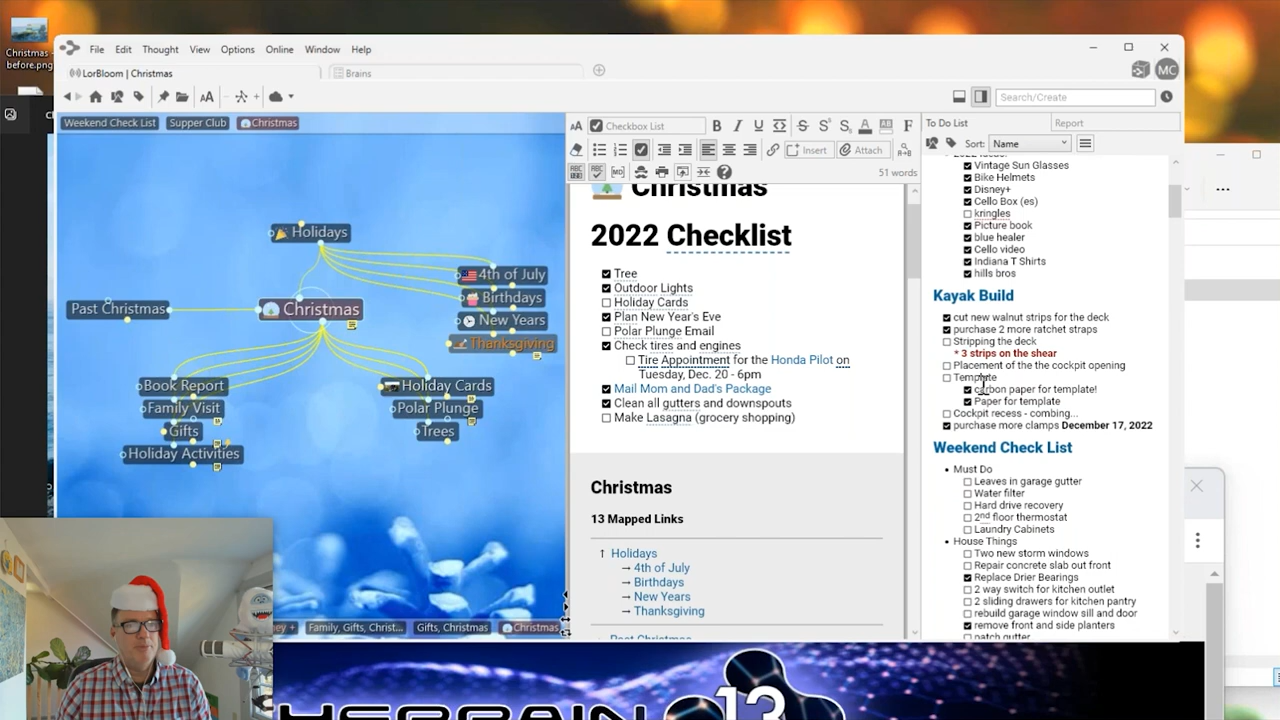 Christmas -
before.png
File Edit Thought View Options Online Window Help
LorBloom | Christmas
Brains
MC
Search/Create
Weekend Check List Supper Club Christmas
Holidays
4th of July
Birthdays
New Years
Thanksgiving
Past Christmas
Christmas
Book Report
Family Visit
Gifts
Holiday Activities
Holiday Cards
Polar Plunge
Trees
Family, Gifts, Christ... Gifts, Christmas Christmas
Checkbox List
Insert Attach
51 words
Christmas
2022 Checklist
Tree
Outdoor Lights
Holiday Cards
Plan New Year's Eve
Polar Plunge Email
Check tires and engines
Tire Appointment for the Honda Pilot on
Tuesday, Dec. 20 - 6pm
Mail Mom and Dad's Package
Clean all gutters and downspouts
Make Lasagna (grocery shopping)
Christmas
13 Mapped Links
↑ Holidays
→ 4th of July
→ Birthdays
→ New Years
→ Thanksgiving
Past Christmas
To Do List Report
Sort: Name
2022 Ideas:
Vintage Sun Glasses
Bike Helmets
Disney+
Cello Box (es)
kringles
Picture book
blue healer
Cello video
Indiana T Shirts
hills bros
Kayak Build
cut new walnut strips for the deck
purchase 2 more ratchet straps
Stripping the deck
* 3 strips on the shear
Placement of the the cockpit opening
Template
carbon paper for template!
Paper for template
Cockpit recess - combing...
purchase more clamps December 17, 2022
Weekend Check List
• Must Do
Leaves in garage gutter
Water filter
Hard drive recovery
2nd floor thermostat
Laundry Cabinets
• House Things
Two new storm windows
Repair concrete slab out front
Replace Drier Bearings
2 way switch for kitchen outlet
2 sliding drawers for kitchen pantry
rebuild garage window sill and door
remove front and side planters
patch gutter
13